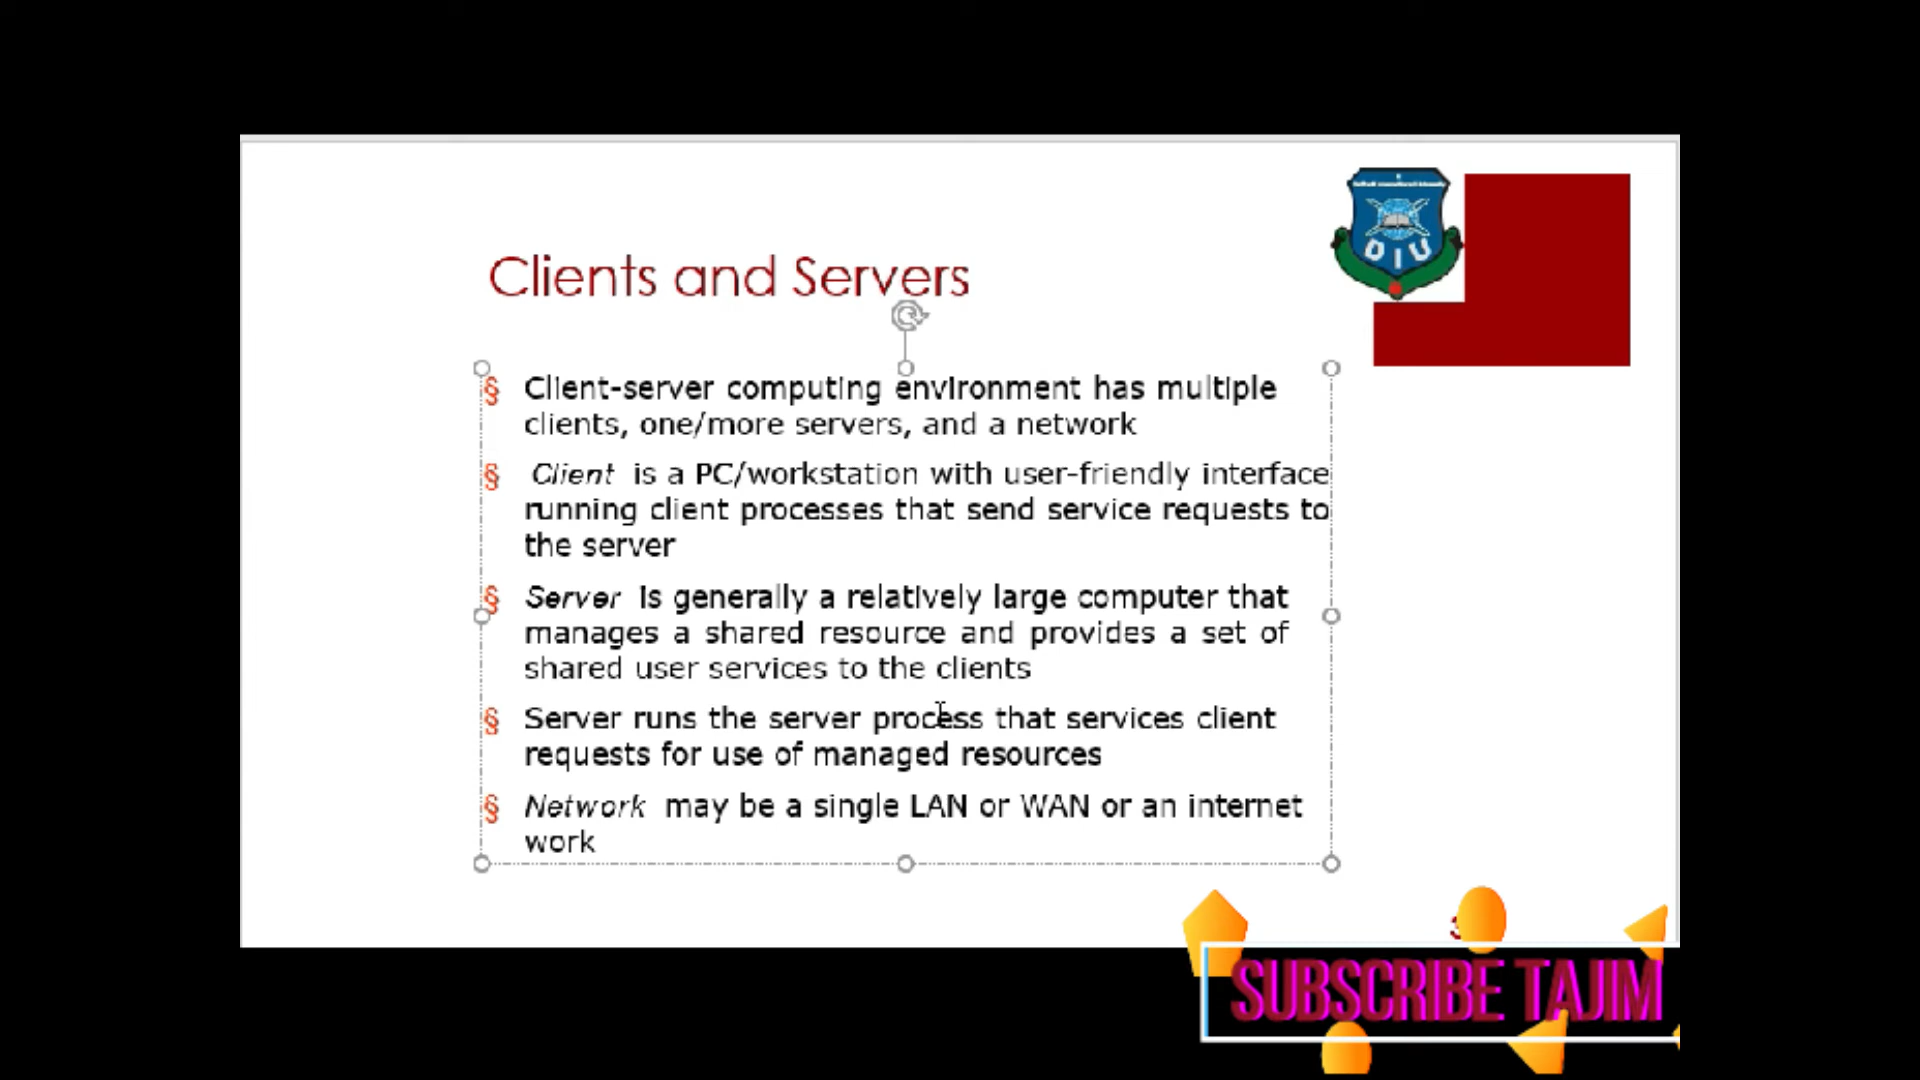 DIU
Clients and Servers
§ Client-server computing environment has multiple
clients, one/more servers, and a network
§ Client is a PC/workstation with user-friendly interface
running client processes that send service requests to
the server
§ Server is generally a relatively large computer that
manages a shared resource and provides a set of
shared user services to the clients
§ Server runs the server process that services client
requests for use of managed resources
§ Network may be a single LAN or WAN or an internet
work
SUBSCRIBE TAJIM